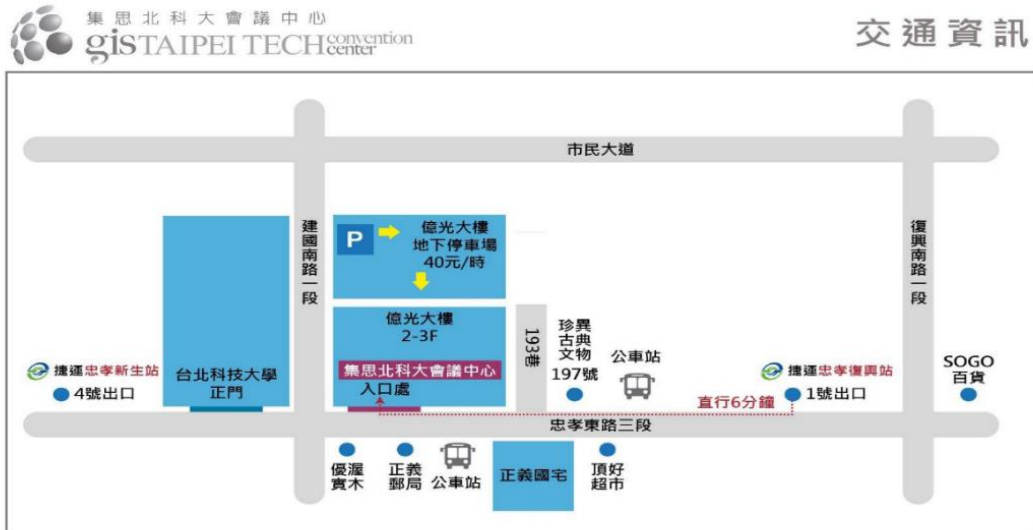 集思北科大會議中心
gis TAIPEI TECH convention center
交通資訊
市民大道
建國南路一段
復興南路一段
P
億光大樓
地下停車場
40元/時
億光大樓
2-3F
集思北科大會議中心
入口處
193巷
珍異
古典
文物
197號
公車站
捷運忠孝新生站
4號出口
台北科技大學
正門
捷運忠孝復興站
1號出口
SOGO
百貨
直行6分鐘
忠孝東路三段
優渥
實木
正義
郵局
公車站
正義國宅
頂好
超市